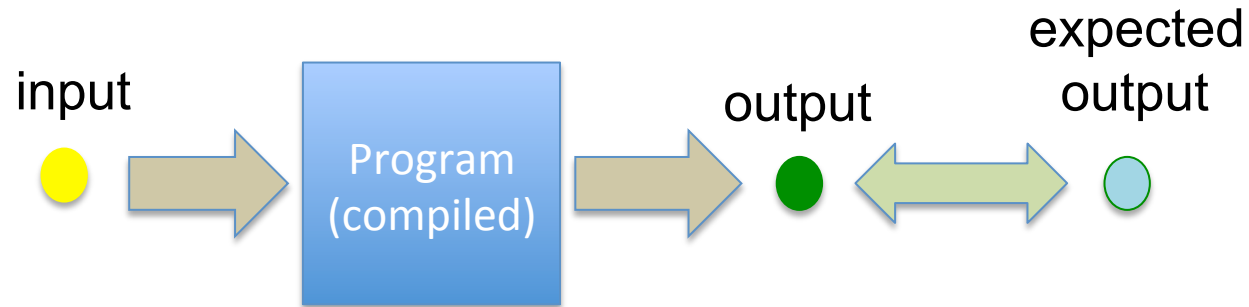 input
Program
(compiled)
output
expected
output